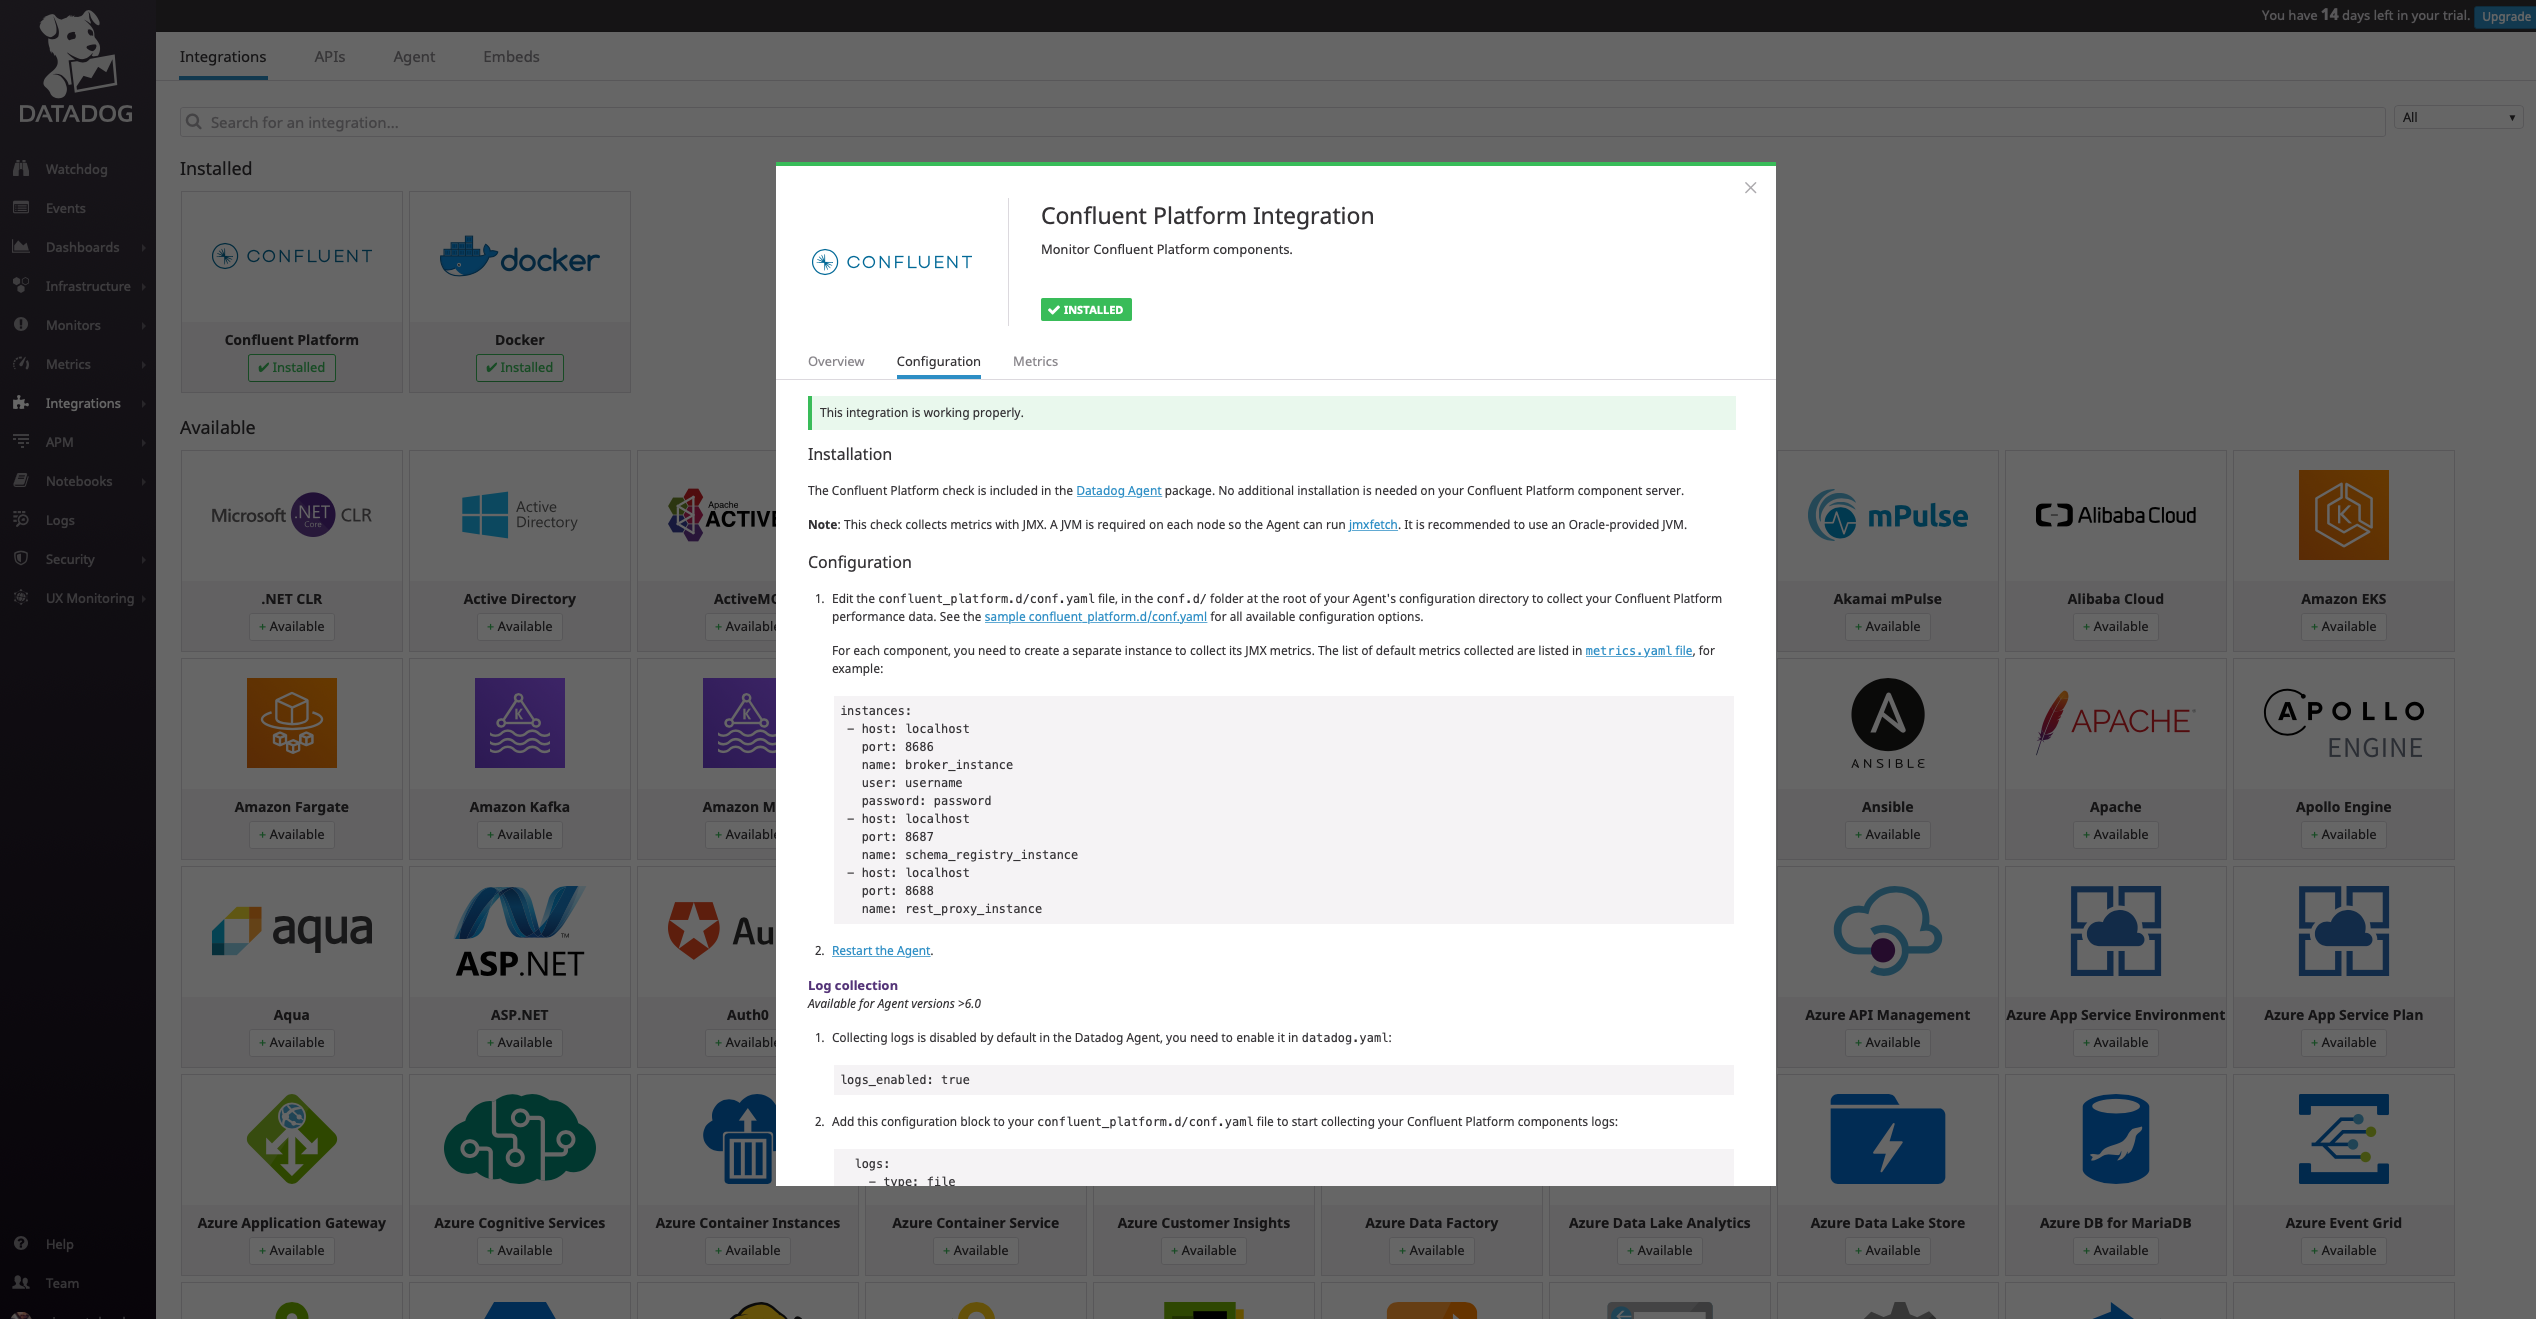 You have 14 days left in your trial. Upgrade
DATADOG
Watchdog
Events
Dashboards
Infrastructure
Monitors
Metrics
Integrations
APM
Notebooks
Logs
Security
UX Monitoring
Help
Team
Integrations APIs Agent Embeds
Search for an integration...
All
Installed
CONFLUENT
docker
Confluent Platform Docker
✔ Installed ✔ Installed
Available
Microsoft .NET Core CLR
Active Directory
Apache ACTIVE
.NET CLR Active Directory
+ Available + Available
Amazon Fargate Amazon Kafka Amazon M
+ Available + Available
aqua
ASP.NET
Aqua ASP.NET Auth0
+ Available + Available
Confluent Platform Integration
Monitor Confluent Platform components.
CONFLUENT
INSTALLED
Overview Configuration Metrics
This integration is working properly.
Installation
The Confluent Platform check is included in the Datadog Agent package. No additional installation is needed on your Confluent Platform component server.
Note: This check collects metrics with JMX. A JVM is required on each node so the Agent can run jmxfetch. It is recommended to use an Oracle-provided JVM.
Configuration
1. Edit the confluent_platform.d/conf.yaml file, in the conf.d/ folder at the root of your Agent's configuration directory to collect your Confluent Platform
performance data. See the sample confluent_platform.d/conf.yaml for all available configuration options.
For each component, you need to create a separate instance to collect its JMX metrics. The list of default metrics collected are listed in metrics.yaml file, for
example:
instances:
– host: localhost
port: 8686
name: broker_instance
user: username
password: password
– host: localhost
port: 8687
name: schema_registry_instance
– host: localhost
port: 8688
name: rest_proxy_instance
2. Restart the Agent.
Log collection
Available for Agent versions >6.0
1. Collecting logs is disabled by default in the Datadog Agent, you need to enable it in datadog.yaml:
logs_enabled: true
2. Add this configuration block to your confluent_platform.d/conf.yaml file to start collecting your Confluent Platform components logs:
logs:
– type: file
mPulse
Alibaba Cloud
Akamai mPulse Alibaba Cloud Amazon EKS
+ Available + Available + Available
ANSIBLE
APACHE
APOLLO ENGINE
Ansible Apache Apollo Engine
+ Available + Available + Available
Azure API Management Azure App Service Environment Azure App Service Plan
+ Available + Available + Available
Azure Application Gateway Azure Cognitive Services Azure Container Instances Azure Container Service Azure Customer Insights Azure Data Factory Azure Data Lake Analytics Azure Data Lake Store Azure DB for MariaDB Azure Event Grid
+ Available + Available + Available + Available + Available + Available + Available + Available + Available + Available